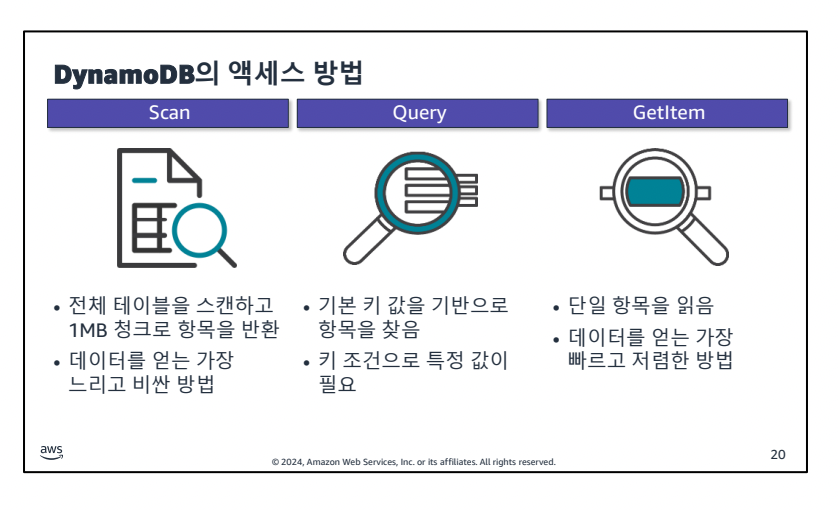 DynamoDB의 액세스 방법
Scan
Query
GetItem
• 전체 테이블을 스캔하고
1MB 청크로 항목을 반환
• 데이터를 얻는 가장
느리고 비싼 방법
• 기본 키 값을 기반으로
항목을 찾음
• 키 조건으로 특정 값이
필요
• 단일 항목을 읽음
• 데이터를 얻는 가장
빠르고 저렴한 방법
aws
© 2024, Amazon Web Services, Inc. or its affiliates. All rights reserved.
20